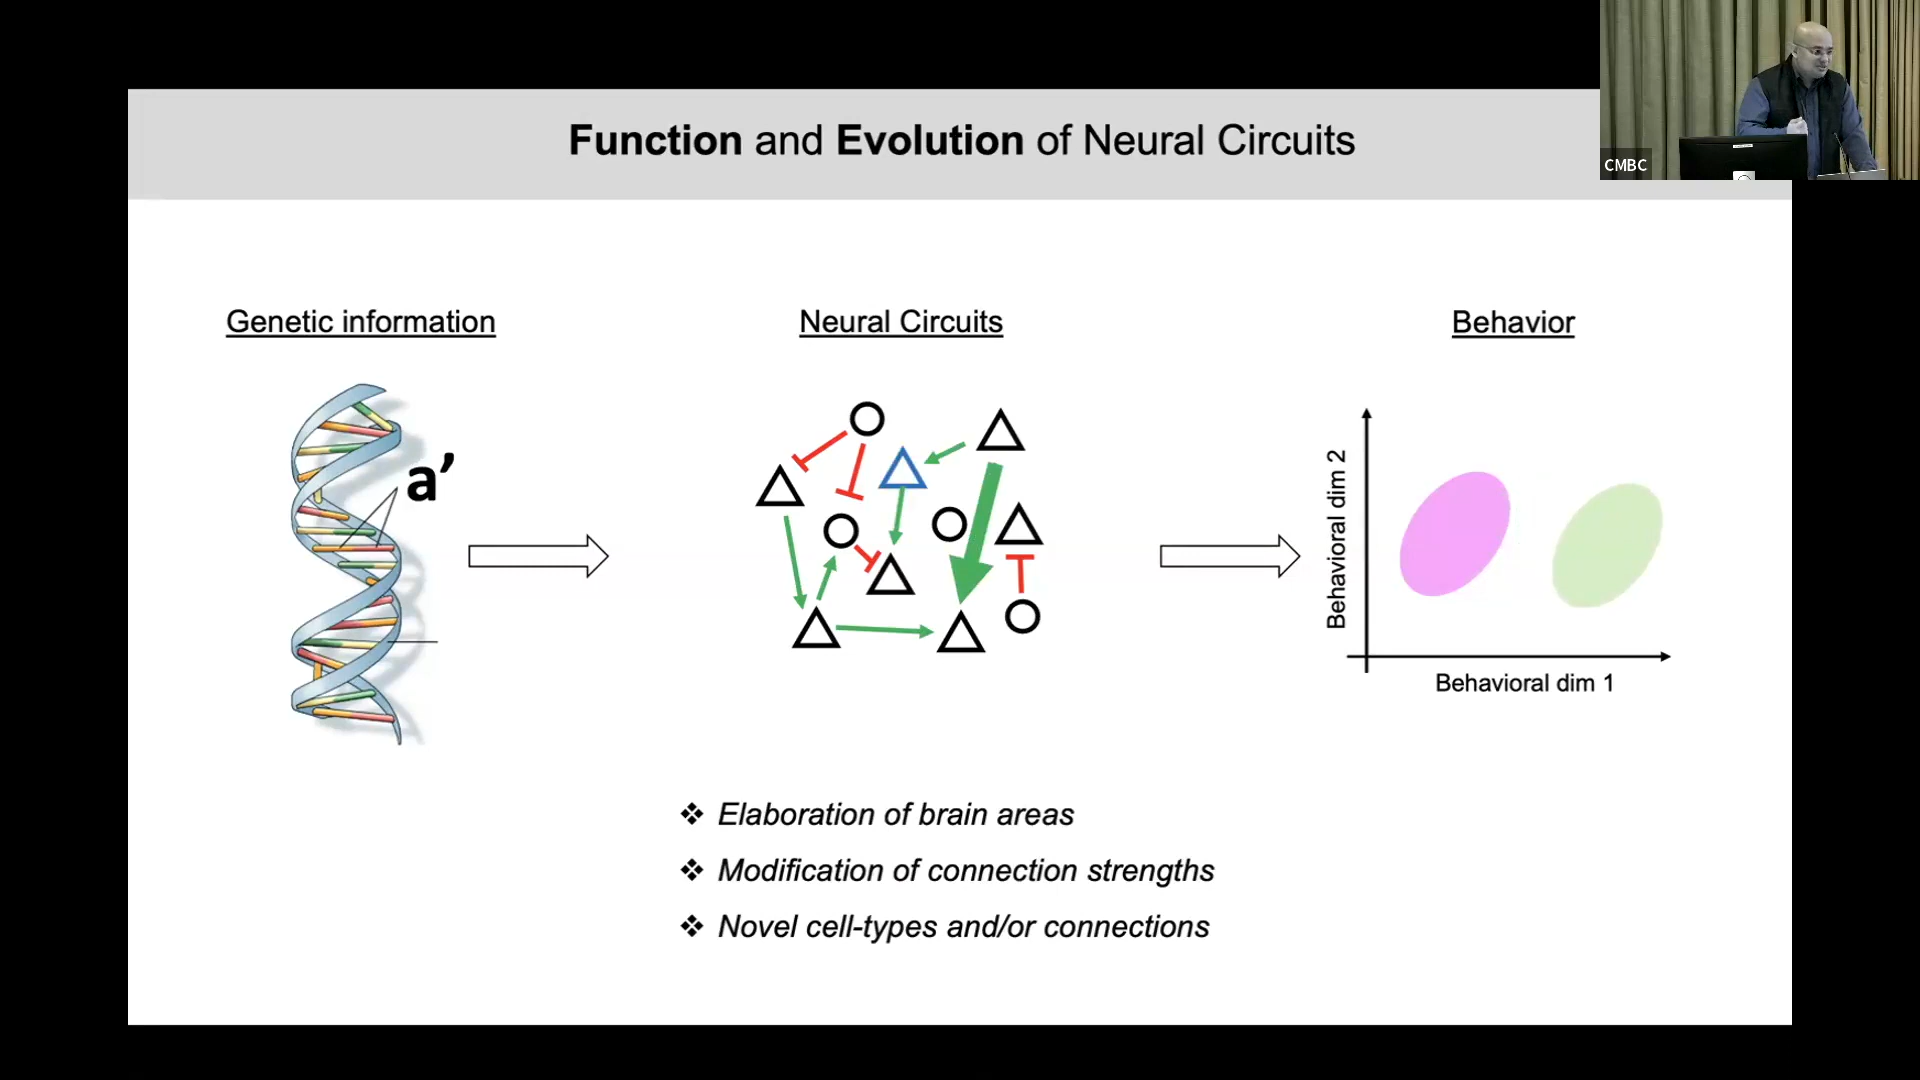 Function and Evolution of Neural Circuits
CMBC
Genetic information
Neural Circuits
Behavior
a’
Behavioral dim 2
Behavioral dim 1
❖ Elaboration of brain areas
❖ Modification of connection strengths
❖ Novel cell-types and/or connections